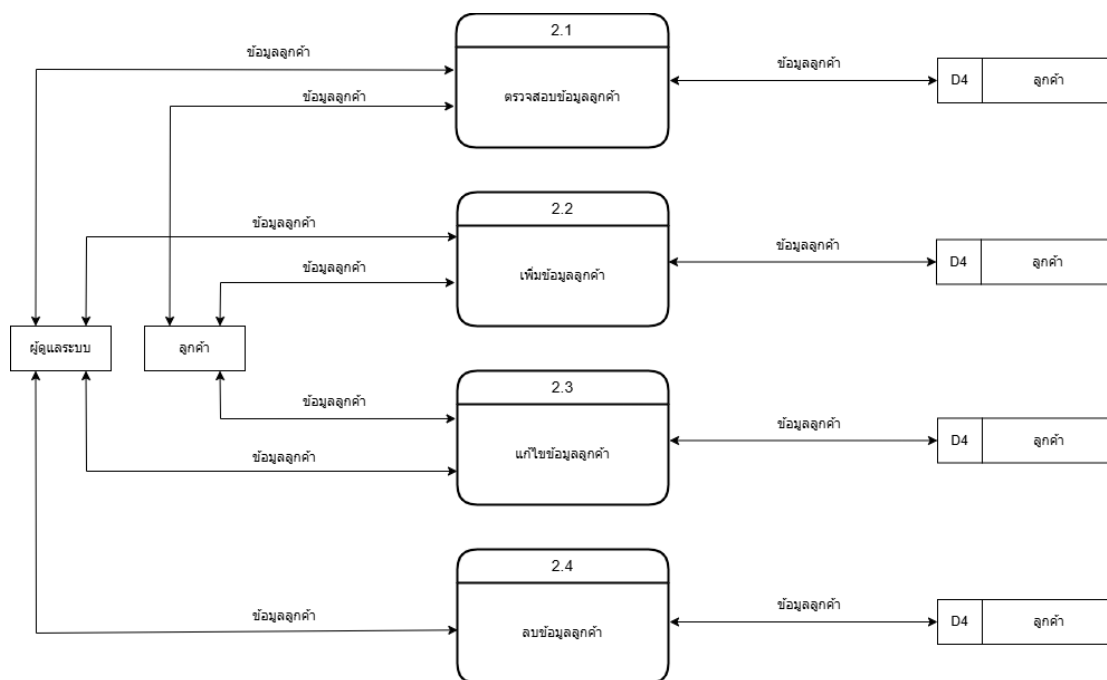 2.1
ข้อมูลลูกค้า
ข้อมูลลูกค้า
D4
ลูกค้า
ข้อมูลลูกค้า
ตรวจสอบข้อมูลลูกค้า
2.2
ข้อมูลลูกค้า
ข้อมูลลูกค้า
D4
ลูกค้า
ข้อมูลลูกค้า
เพิ่มข้อมูลลูกค้า
ผู้ดูแลระบบ
ลูกค้า
2.3
ข้อมูลลูกค้า
ข้อมูลลูกค้า
D4
ลูกค้า
ข้อมูลลูกค้า
แก้ไขข้อมูลลูกค้า
2.4
ข้อมูลลูกค้า
ข้อมูลลูกค้า
D4
ลูกค้า
ลบข้อมูลลูกค้า